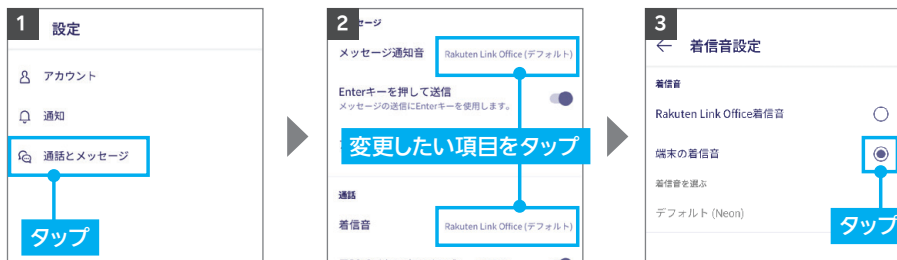 1
設定
アカウント
通知
通話とメッセージ
タップ
2
ージ
メッセージ通知音 Rakuten Link Office (デフォルト)
Enterキーを押して送信
メッセージの送信にEnterキーを使用します。
変更したい項目をタップ
通話
着信音 Rakuten Link Office (デフォルト)
3
← 着信音設定
着信音
Rakuten Link Office着信音
端末の着信音
着信音を選ぶ
デフォルト (Neon)
タップ